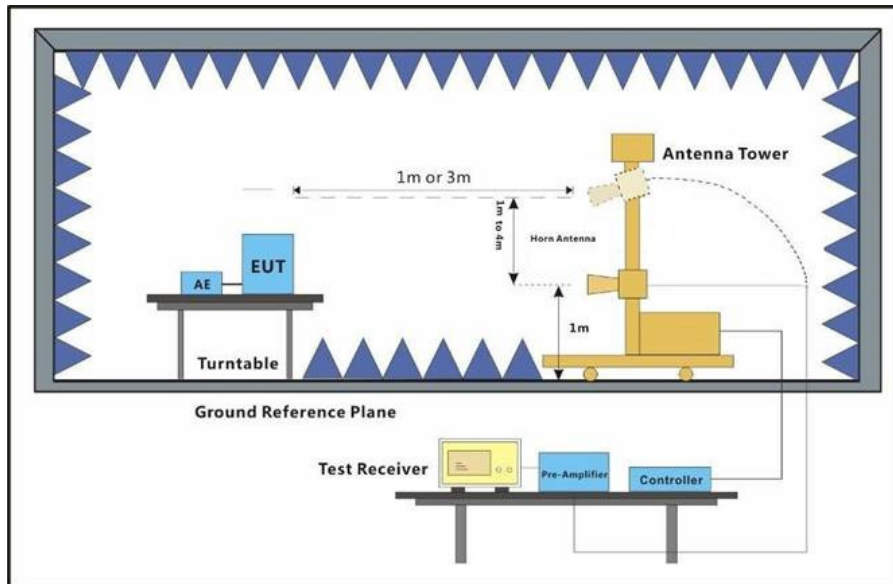 Antenna Tower
1m or 3m
1m to 4m
Horn Antenna
EUT
AE
1m
Turntable
Ground Reference Plane
Test Receiver
Pre-Amplifier
Controller